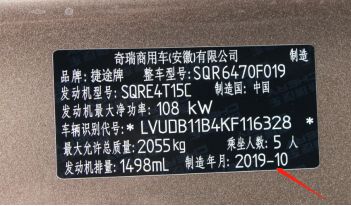 奇瑞商用车(安徽)有限公司 制造
品牌:捷途牌 整车型号:SQR6470F019
发动机型号:SQRE4T15C 制造国:中国
发动机最大净功率:108 kW
车辆识别代号:*LVUDB11B4KF116328*
最大允许总质量:2055kg 乘坐人数:5 人
发动机排量:1498mL 制造年月:2019-10